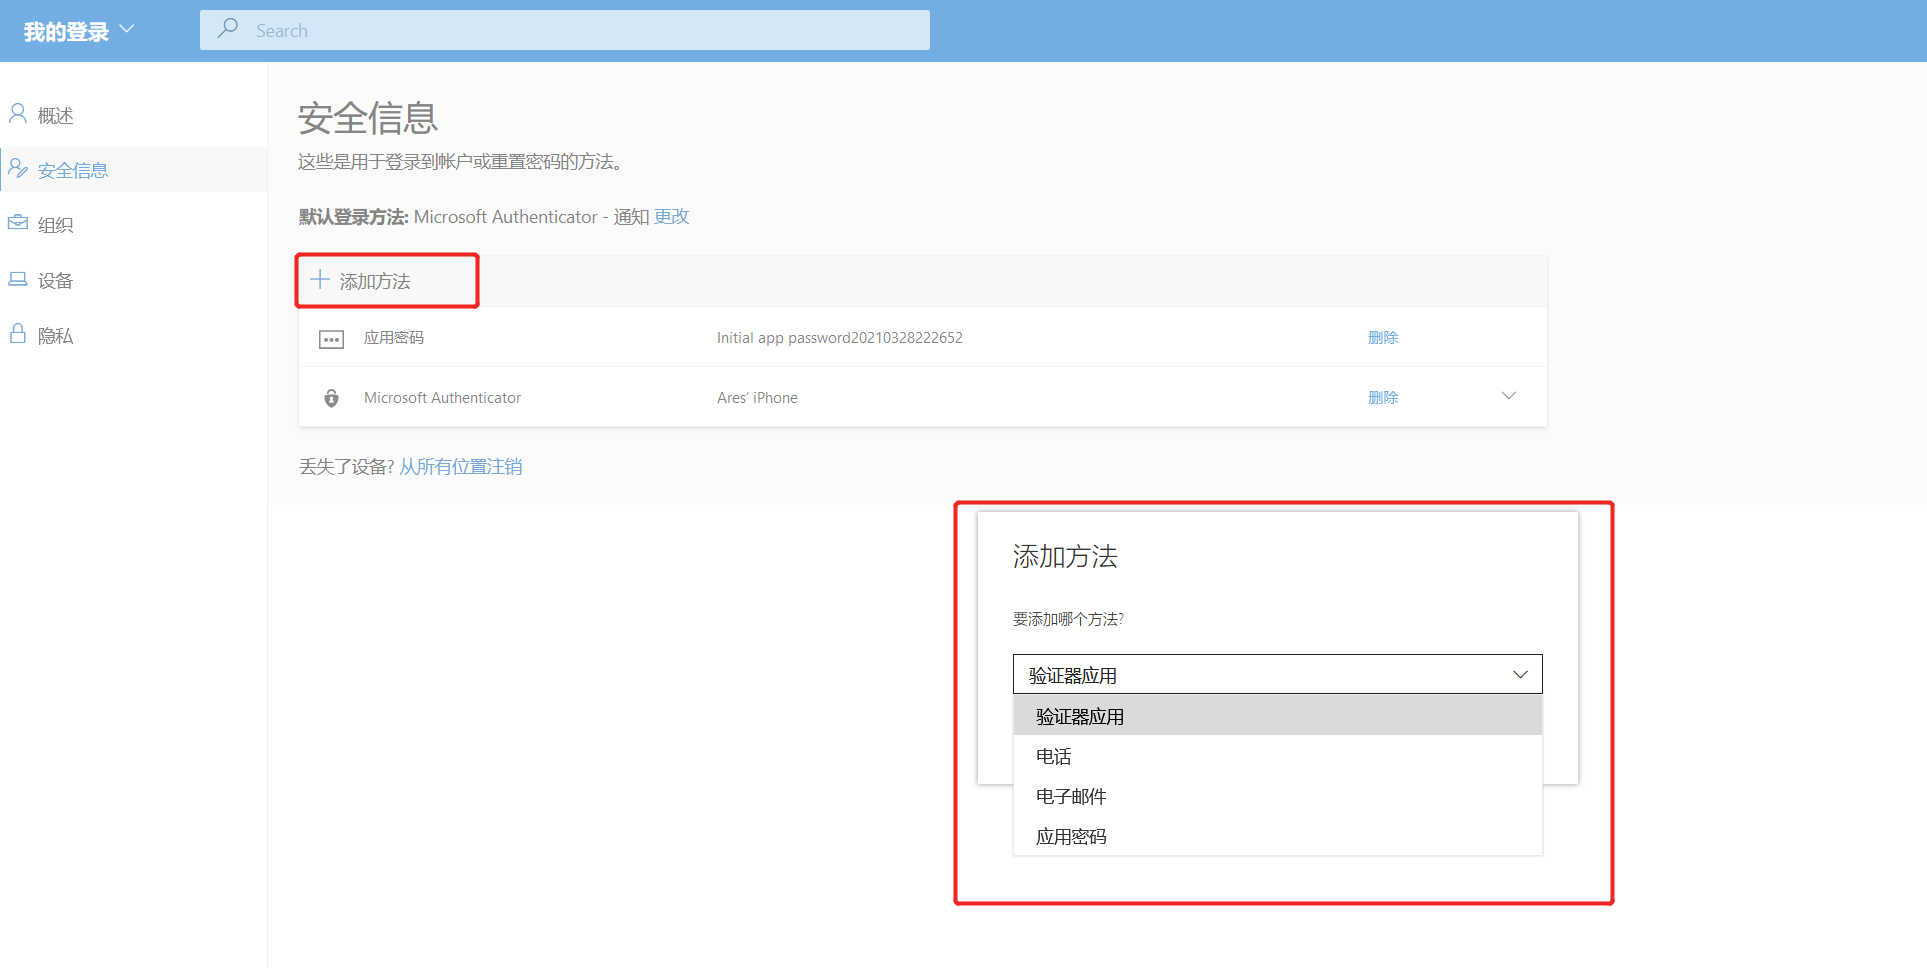 我的登录
Search
概述
安全信息
组织
设备
隐私
安全信息
这些是用于登录到帐户或重置密码的方法。
默认登录方法: Microsoft Authenticator - 通知 更改
添加方法
应用密码 Initial app password20210328222652 删除
Microsoft Authenticator Ares' iPhone 删除
丢失了设备? 从所有位置注销
添加方法
要添加哪个方法?
验证器应用
验证器应用
电话
电子邮件
应用密码